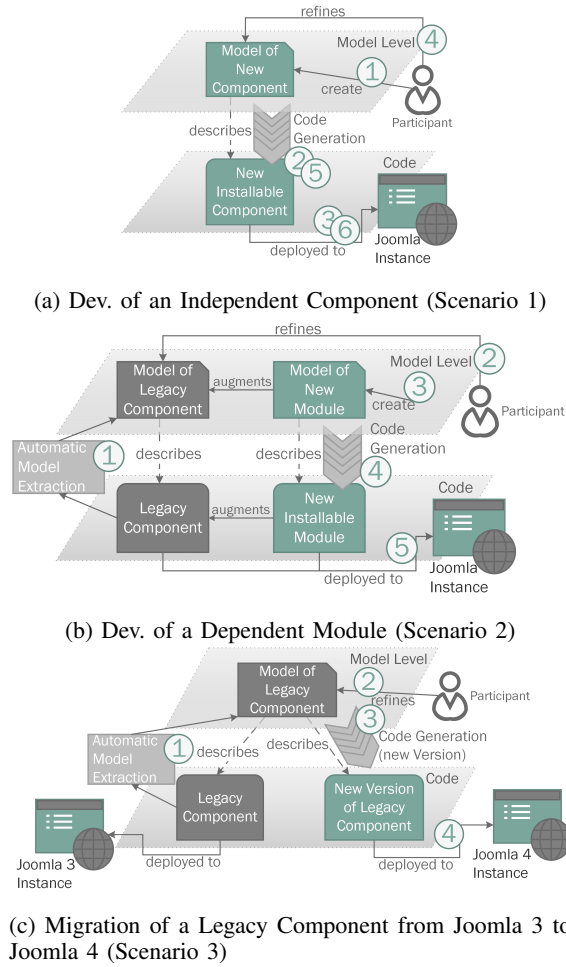 refines
Model Level 4
Model of
New
Component
1
create
Participant
describes
Code
Generation
2
5
Code
New
Installable
Component
3
6
deployed to
Joomla
Instance
(a) Dev. of an Independent Component (Scenario 1)
refines
Model Level 2
Model of
Legacy
Component
augments
Model of
New
Module
3
create
Participant
Automatic
Model
Extraction
1
describes
describes
Code
Generation
4
Code
Legacy
Component
augments
New
Installable
Module
5
deployed to
Joomla
Instance
(b) Dev. of a Dependent Module (Scenario 2)
Model Level
Model of
Legacy
Component
2
refines
Participant
3
Code Generation
(new Version)
Automatic
Model
Extraction
1
describes
describes
Code
Legacy
Component
New Version
of Legacy
Component
4
deployed to
deployed to
Joomla 3
Instance
Joomla 4
Instance
(c) Migration of a Legacy Component from Joomla 3 to
Joomla 4 (Scenario 3)